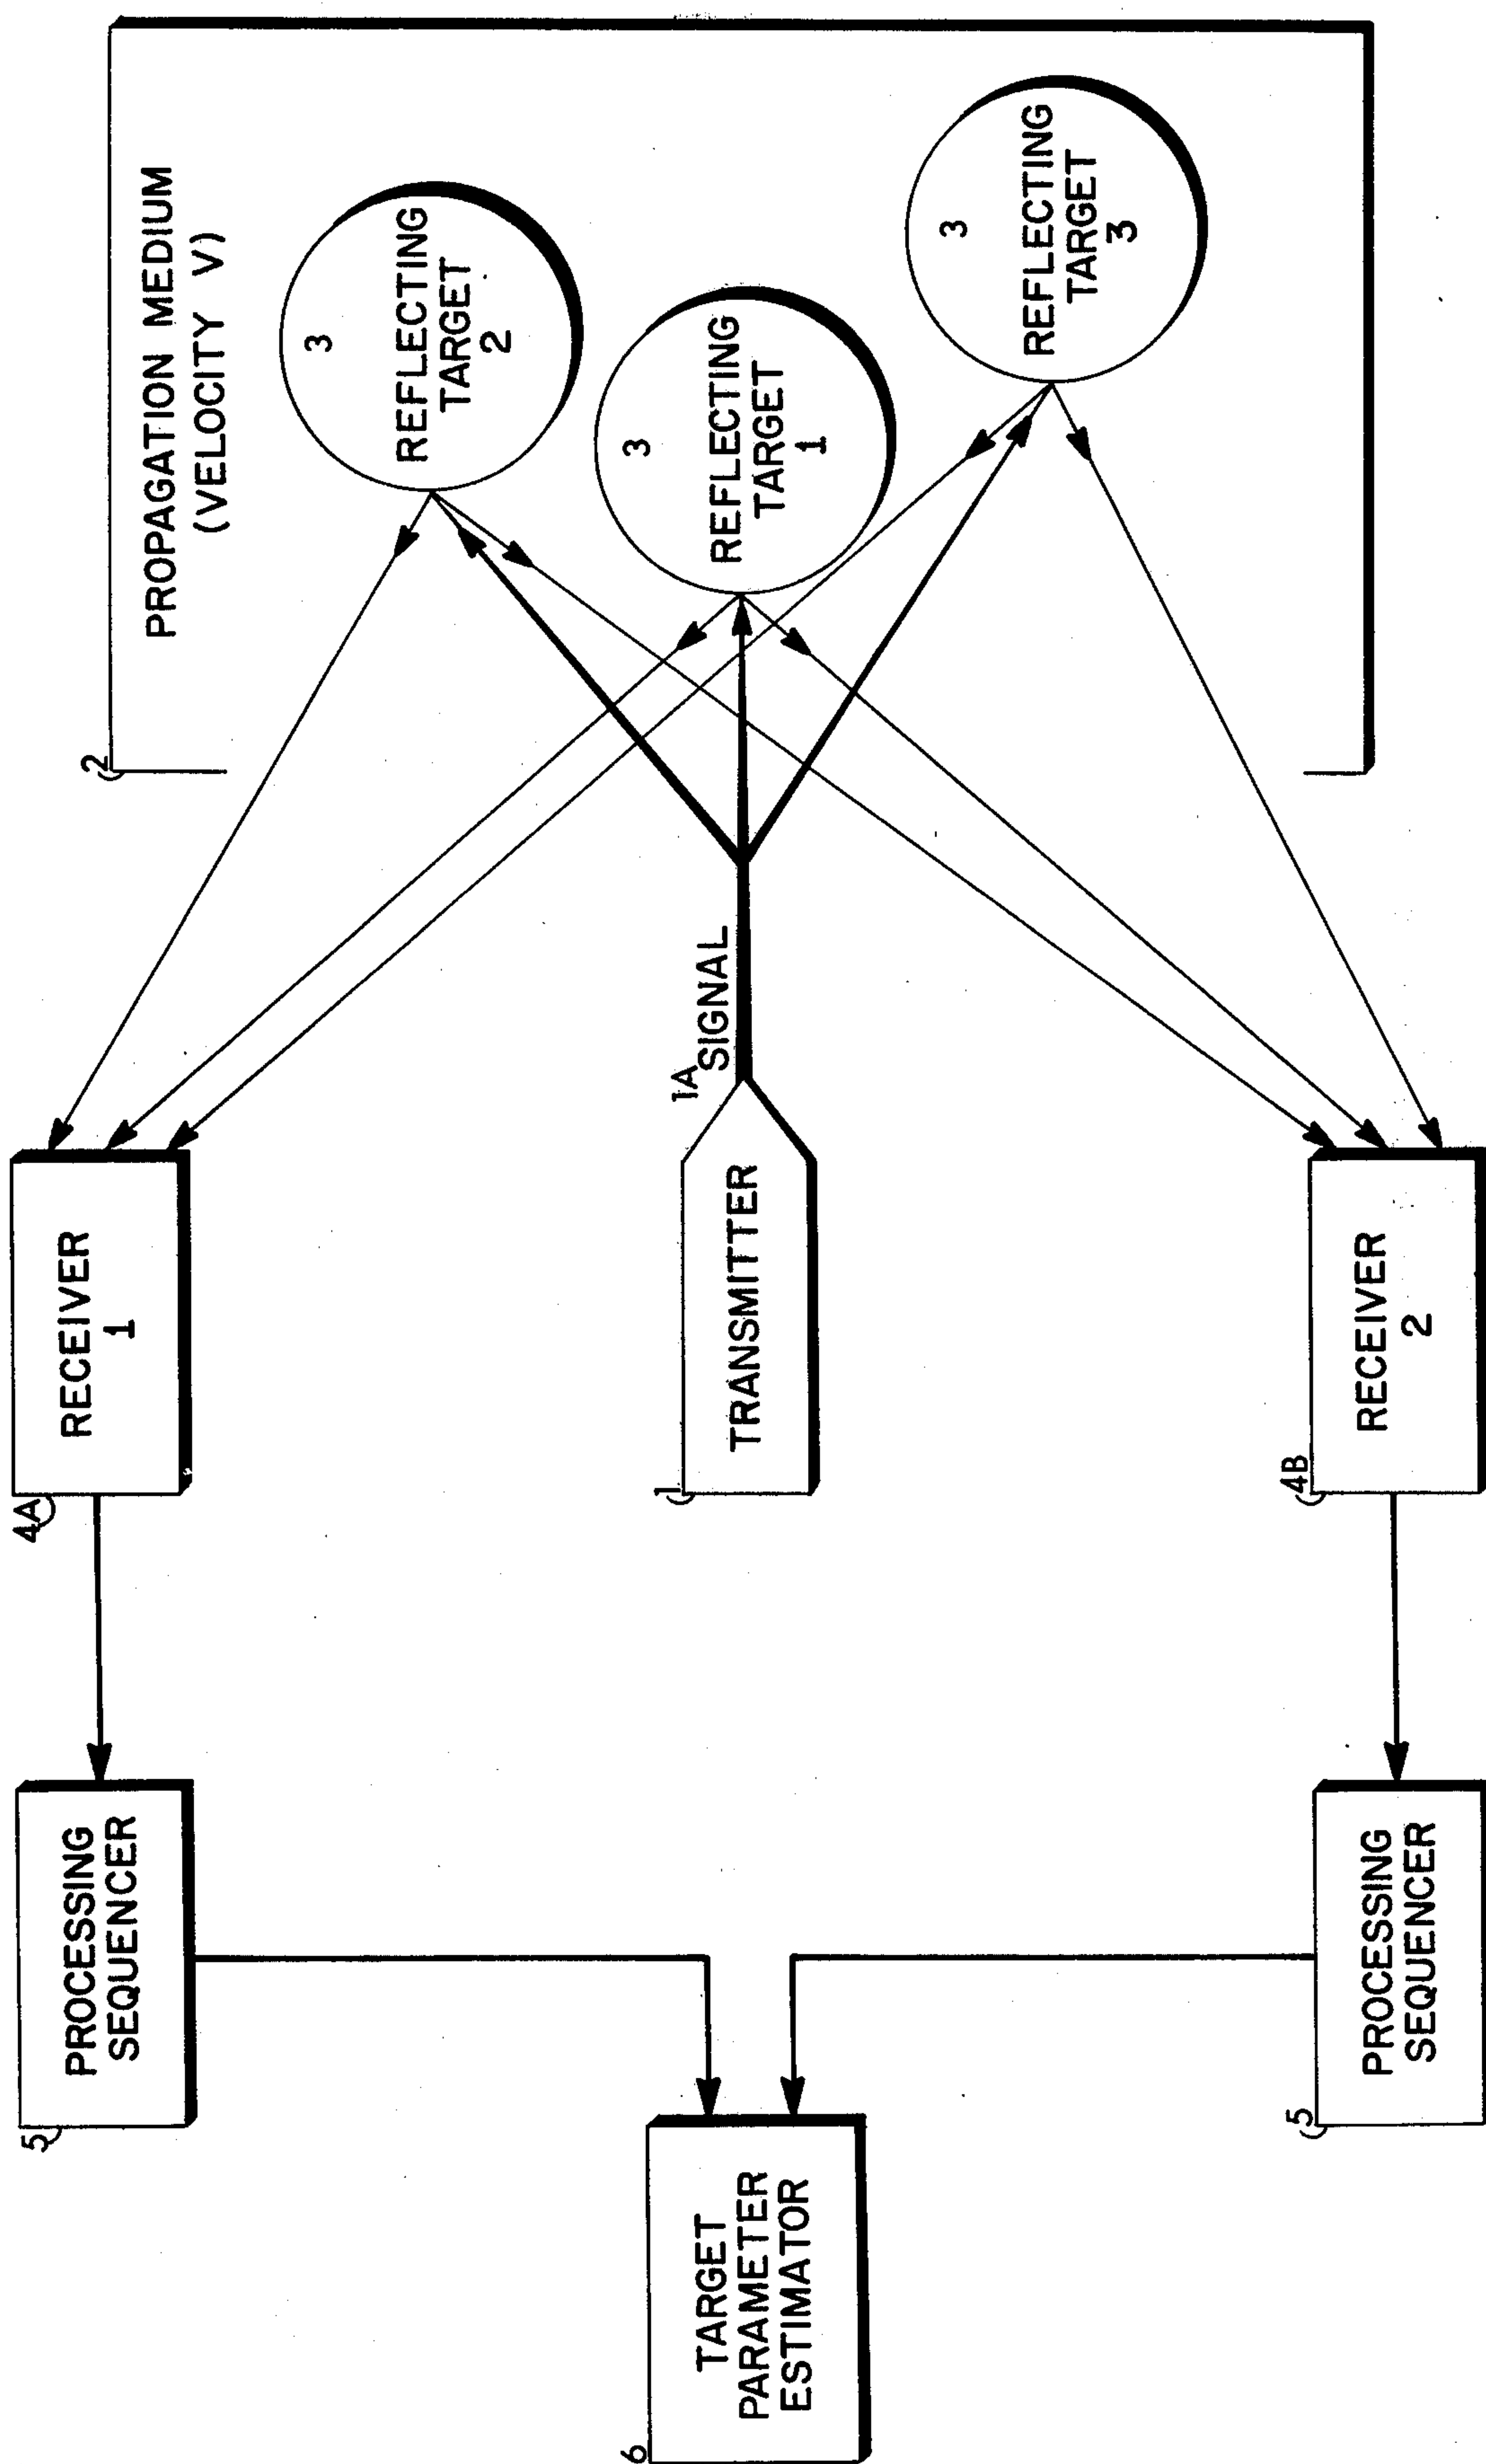 5
PROCESSING
SEQUENCER
4A
RECEIVER
1
2
PROPAGATION MEDIUM
(VELOCITY V)
3
REFLECTING
TARGET
2
6
TARGET
PARAMETER
ESTIMATOR
1
TRANSMITTER
1A
SIGNAL
3
REFLECTING
TARGET
1
3
REFLECTING
TARGET
3
5
PROCESSING
SEQUENCER
4B
RECEIVER
2